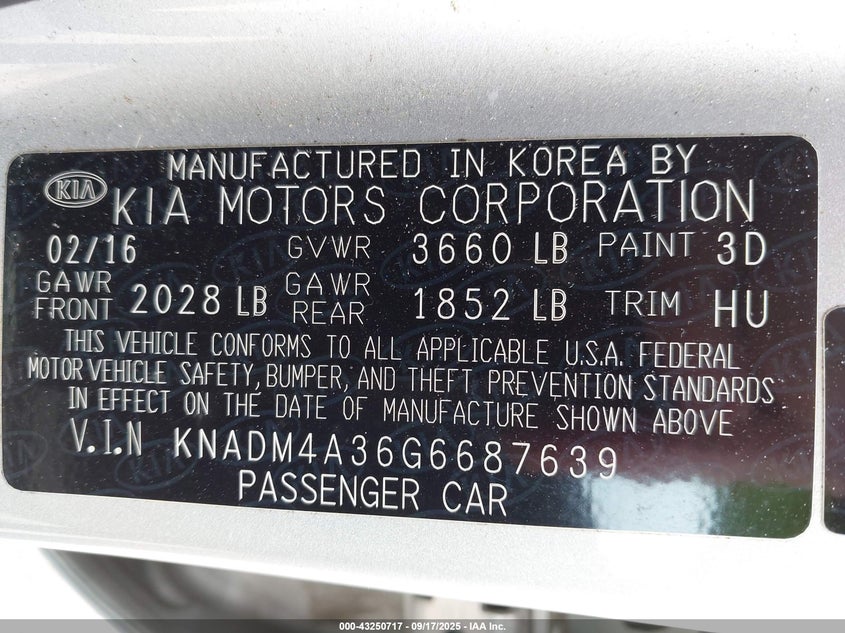 MANUFACTURED IN KOREA BY
KIA KIA MOTORS CORPORATION
02/16 GVWR 3660 LB PAINT 3D
GAWR FRONT 2028 LB GAWR REAR 1852 LB TRIM HU
THIS VEHICLE CONFORMS TO ALL APPLICABLE U.S.A. FEDERAL
MOTOR VEHICLE SAFETY, BUMPER, AND THEFT PREVENTION STANDARDS
IN EFFECT ON THE DATE OF MANUFACTURE SHOWN ABOVE
V.I.N KNADM4A36G6687639
PASSENGER CAR
000-43250717 - 09/17/2025 - IAA Inc.